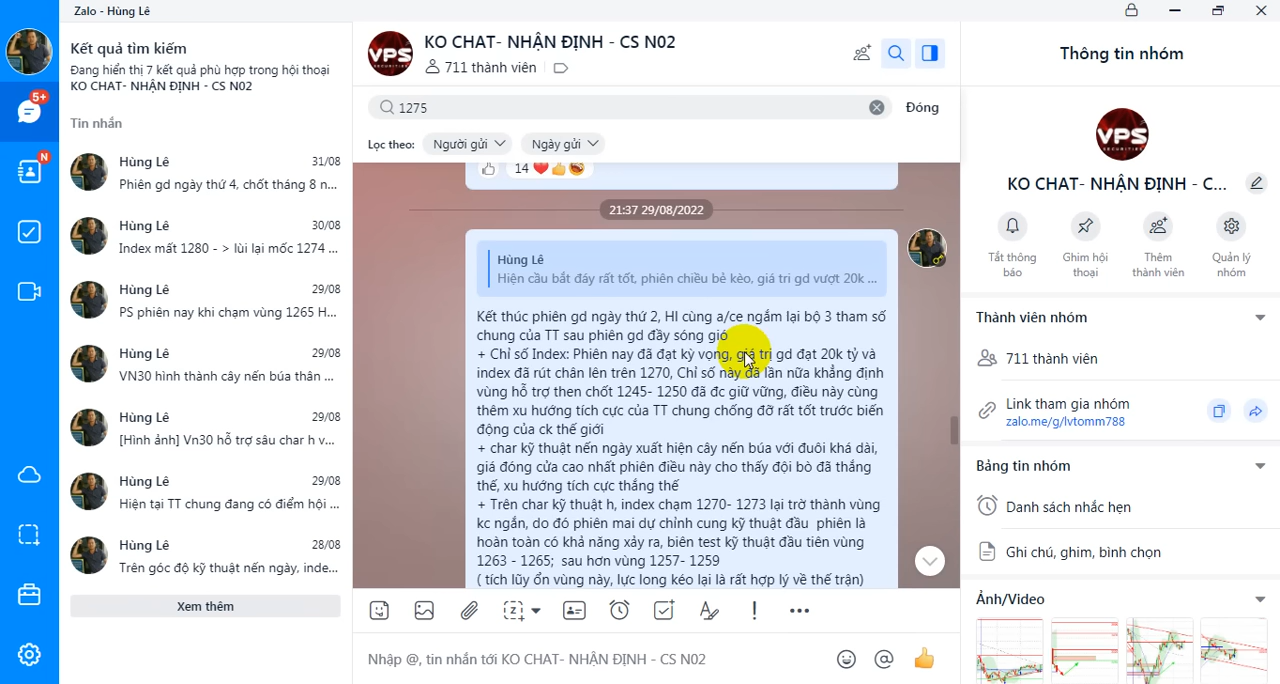 Zalo - Hùng Lê
5+
N
Kết quả tìm kiếm
Đang hiển thị 7 kết quả phù hợp trong hội thoại
KO CHAT- NHẬN ĐỊNH - CS N02
Tin nhắn
Hùng Lê 31/08
Phiên gd ngày thứ 4, chốt tháng 8 n...
Hùng Lê 30/08
Index mất 1280 - > lùi lại mốc 1274 ...
Hùng Lê 29/08
PS phiên nay khi chạm vùng 1265 H...
Hùng Lê 29/08
VN30 hình thành cây nến búa thân ...
Hùng Lê 29/08
[Hình ảnh] Vn30 hỗ trợ sâu char h v...
Hùng Lê 29/08
Hiện tại TT chung đang có điểm hội ...
Hùng Lê 28/08
Trên góc độ kỹ thuật nến ngày, inde...
Xem thêm
VPS
SECURITIES
KO CHAT- NHẬN ĐỊNH - CS N02
711 thành viên
1275
Đóng
Lọc theo: Người gửi Ngày gửi
14
21:37 29/08/2022
Hùng Lê
Hiện cầu bắt đáy rất tốt, phiên chiều bẻ kèo, giá trị gd vượt 20k ...
Kết thúc phiên gd ngày thứ 2, Hl cùng a/ce ngắm lại bộ 3 tham số
chung của TT sau phiên gd đầy sóng gió
+ Chỉ số Index: Phiên nay đã đạt kỳ vọng, giá trị gd đạt 20k tỷ và
index đã rút chân lên trên 1270, Chỉ số này đã lần nữa khẳng định
vùng hỗ trợ then chốt 1245- 1250 đã đc giữ vững, điều này củng
thêm xu hướng tích cực của TT chung chống đỡ rất tốt trước biến
động của ck thế giới
+ char kỹ thuật nến ngày xuất hiện cây nến búa với đuôi khá dài,
giá đóng cửa cao nhất phiên điều này cho thấy đội bò đã thắng
thế, xu hướng tích cực thắng thế
+ Trên char kỹ thuật h, index chạm 1270- 1273 lại trờ thành vùng
kc ngắn, do đó phiên mai dự chỉnh cung kỹ thuật đầu phiên là
hoàn toàn có khả năng xảy ra, biên test kỹ thuật đầu tiên vùng
1263 - 1265; sau hơn vùng 1257- 1259
( tích lũy ổn vùng này, lực long kéo lại là rất hợp lý về thế trận)
Nhập @, tin nhắn tới KO CHAT- NHẬN ĐỊNH - CS N02
Thông tin nhóm
VPS
SECURITIES
KO CHAT- NHẬN ĐỊNH - C...
Tắt thông
báo
Ghim hội
thoại
Thêm
thành viên
Quản lý
nhóm
Thành viên nhóm
711 thành viên
Link tham gia nhóm
zalo.me/g/lvtomm788
Bảng tin nhóm
Danh sách nhắc hẹn
Ghi chú, ghim, bình chọn
Ảnh/Video